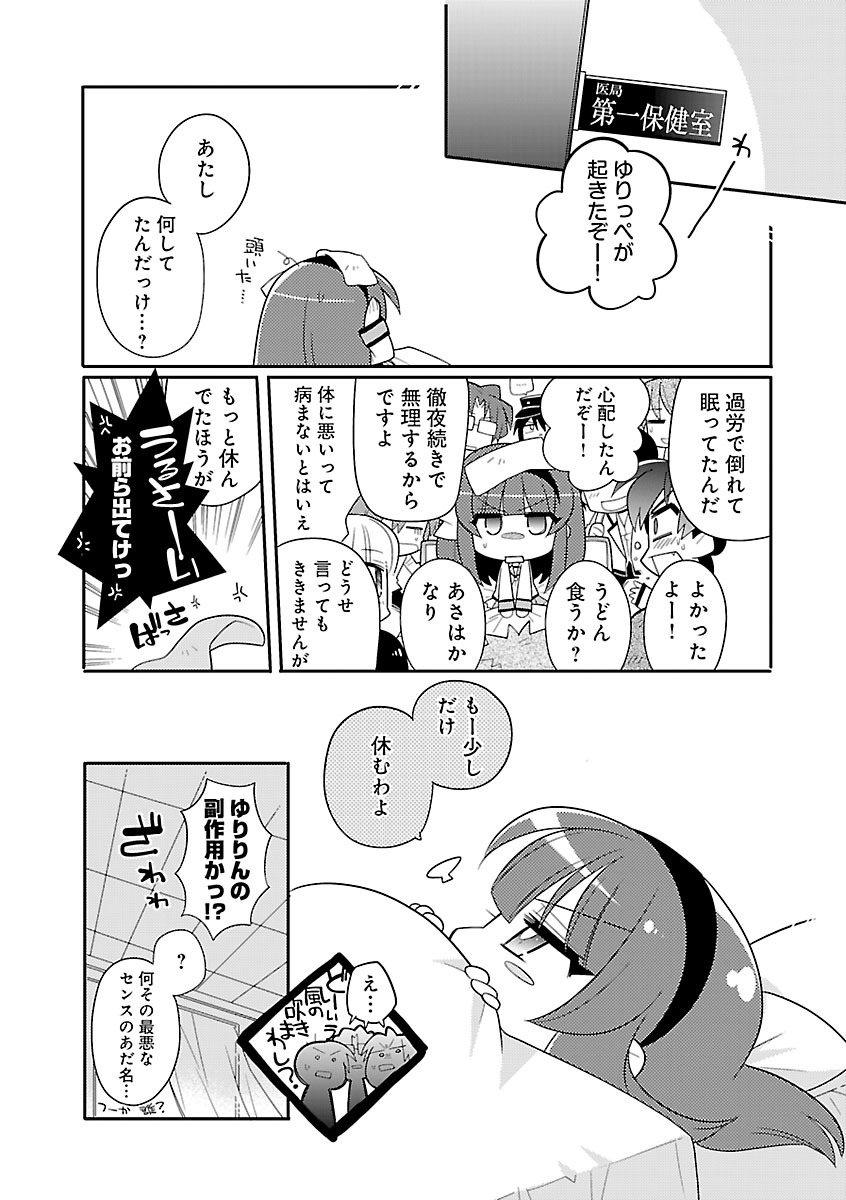 医局
第一保健室
わ
ゆりっぺが
起きたぞー！
あたし
何して
たんだっけ…？
頭いた…
過労で倒れて
眠ってたんだ
よかった
よー！
心配したん
だぞー！
うどん
食うか？
徹夜続きで
無理するから
ですよ
あさはか
なり
体に悪いって
病まないとはいえ
どうせ
言っても
ききませんが
もっと休ん
でたほうが
うるさーーい
お前ら出てけっ
ばっさ
もー少し
だけ
休むわよ
え…
どーいう
風の
吹き
まわし？
ゆりりんの
副作用かっ!?
ざわわ
？
何その最悪な
センスのあだ名…
つーか誰？